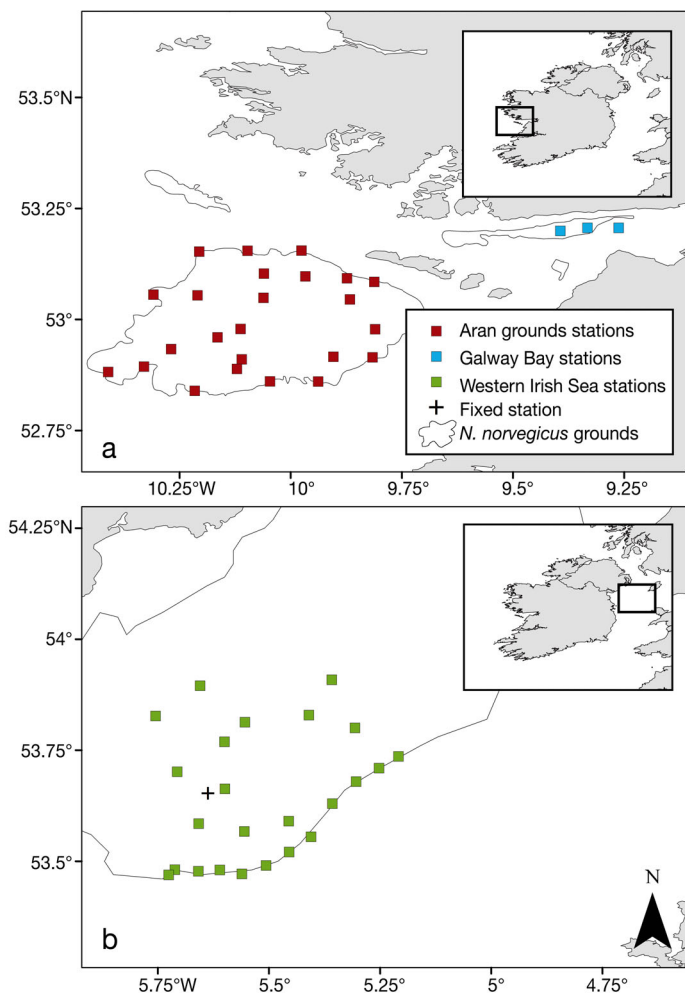 53.5°N
53.25°
53°
52.75°
Aran grounds stations
Galway Bay stations
Western Irish Sea stations
Fixed station
N. norvegicus grounds
a
10.25°W 10° 9.75° 9.5° 9.25°
54.25°N
54°
53.75°
53.5°
N
b
5.75°W 5.5° 5.25° 5° 4.75°